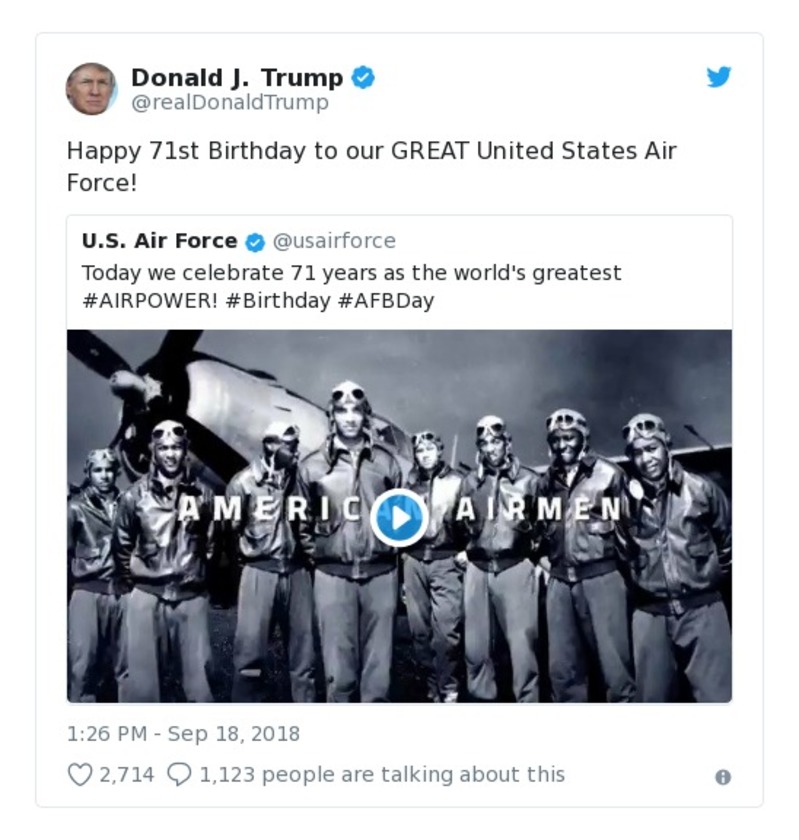 Donald J. Trump
@realDonaldTrump
Happy 71st Birthday to our GREAT United States Air
Force!
U.S. Air Force @usairforce
Today we celebrate 71 years as the world's greatest
#AIRPOWER! #Birthday #AFBDay
AMERICAN AIRMEN
1:26 PM - Sep 18, 2018
2,714 1,123 people are talking about this